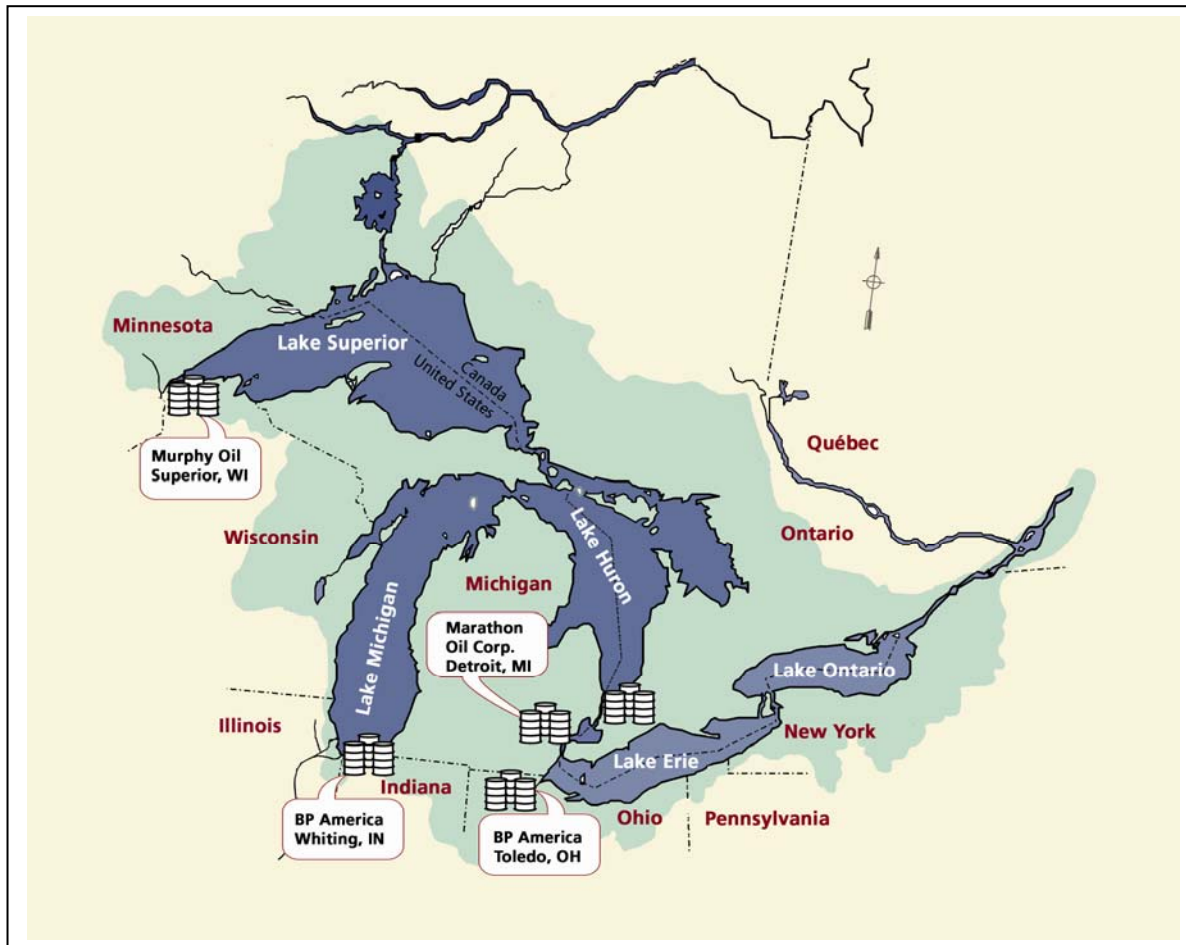 Minnesota
Lake Superior
Canada
United States
Murphy Oil
Superior, WI
Québec
Wisconsin
Ontario
Lake Huron
Michigan
Lake Michigan
Marathon
Oil Corp.
Detroit, MI
Lake Ontario
Illinois
New York
Lake Erie
Indiana
Ohio
Pennsylvania
BP America
Whiting, IN
BP America
Toledo, OH